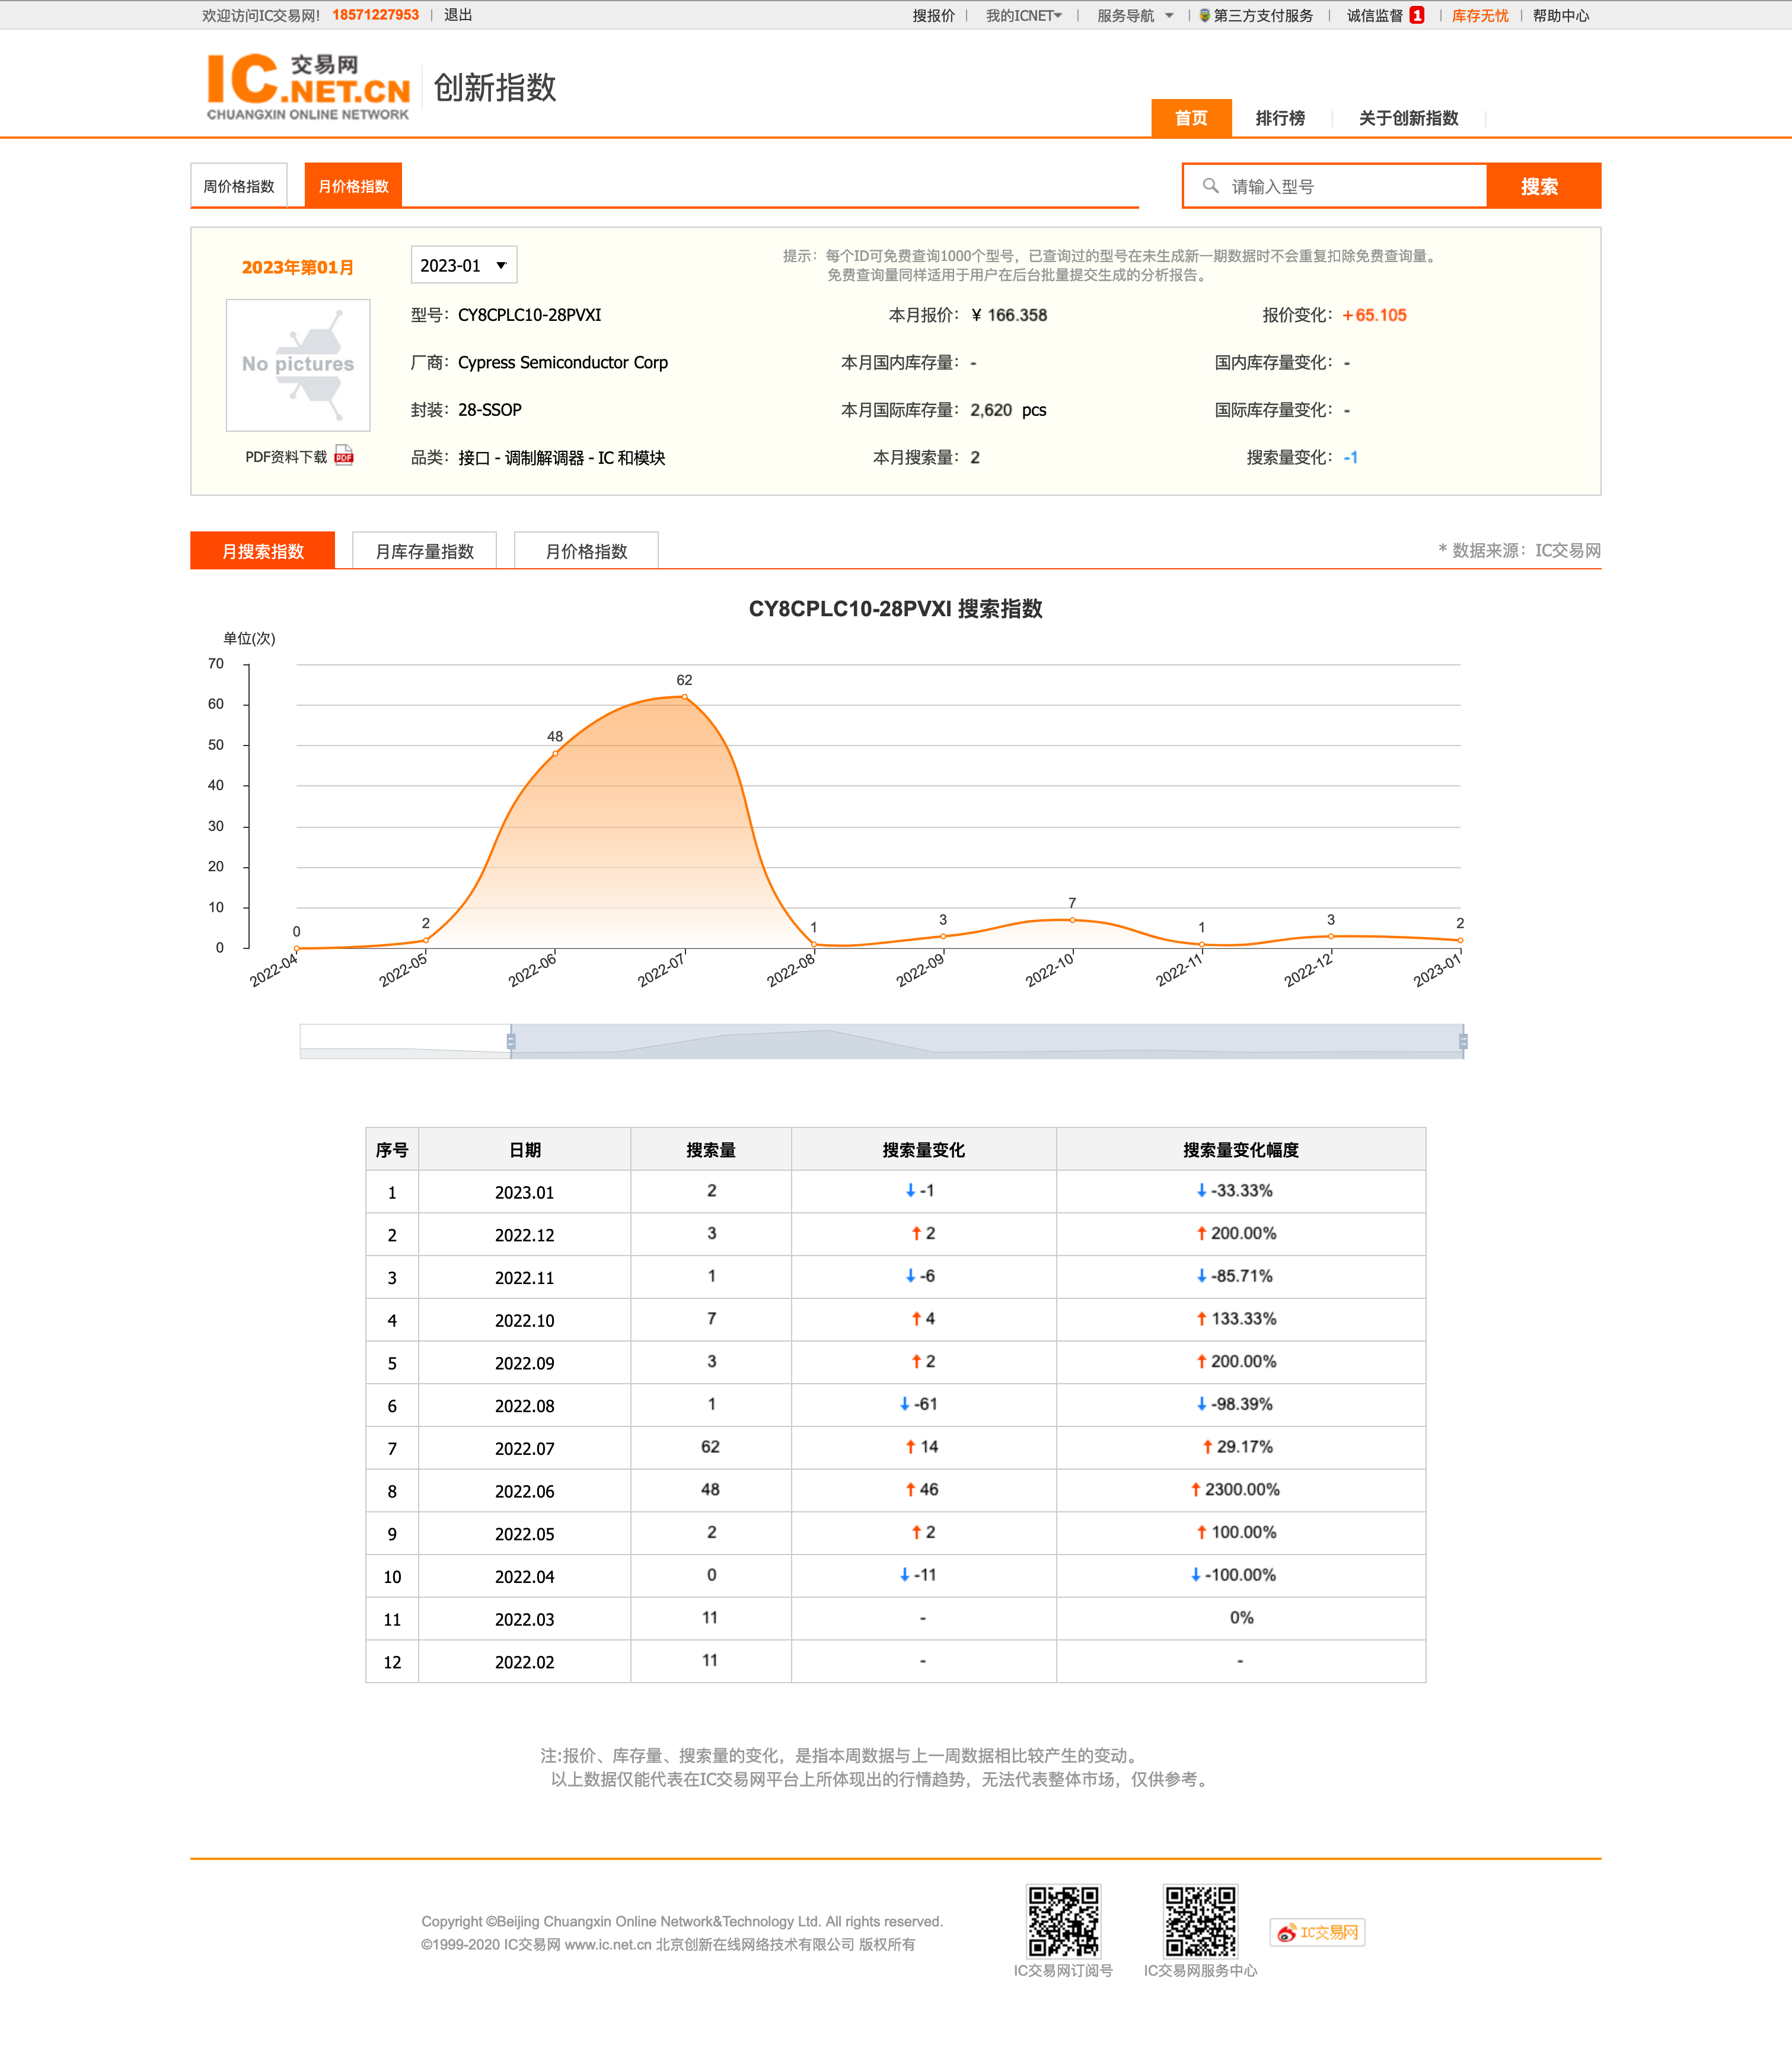 欢迎访问IC交易网! 18571227953 | 退出 搜报价 | 我的ICNET | 服务导航 | 第三方支付服务 | 诚信监督 1 | 库存无忧 | 帮助中心
IC 交易网 .NET.CN
CHUANGXIN ONLINE NETWORK
创新指数
首页 排行榜 关于创新指数
周价格指数 月价格指数 请输入型号 搜索
2023年第01月 2023-01
提示：每个ID可免费查询1000个型号，已查询过的型号在未生成新一期数据时不会重复扣除免费查询量。
免费查询量同样适用于用户在后台批量提交生成的分析报告。
No pictures
PDF资料下载 PDF
型号：CY8CPLC10-28PVXI 本月报价：¥ 166.358 报价变化：+65.105
厂商：Cypress Semiconductor Corp 本月国内库存量：- 国内库存量变化：-
封装：28-SSOP 本月国际库存量：2,620 pcs 国际库存量变化：-
品类：接口 - 调制解调器 - IC 和模块 本月搜索量：2 搜索量变化：-1
月搜索指数 月库存量指数 月价格指数 * 数据来源：IC交易网
CY8CPLC10-28PVXI 搜索指数
单位(次)
70
60
50
40
30
20
10
0
0 2 48 62 1 3 7 1 3 2
2022-04 2022-05 2022-06 2022-07 2022-08 2022-09 2022-10 2022-11 2022-12 2023-01
序号 日期 搜索量 搜索量变化 搜索量变化幅度
1 2023.01 2 ↓-1 ↓-33.33%
2 2022.12 3 ↑2 ↑200.00%
3 2022.11 1 ↓-6 ↓-85.71%
4 2022.10 7 ↑4 ↑133.33%
5 2022.09 3 ↑2 ↑200.00%
6 2022.08 1 ↓-61 ↓-98.39%
7 2022.07 62 ↑14 ↑29.17%
8 2022.06 48 ↑46 ↑2300.00%
9 2022.05 2 ↑2 ↑100.00%
10 2022.04 0 ↓-11 ↓-100.00%
11 2022.03 11 - 0%
12 2022.02 11 - -
注:报价、库存量、搜索量的变化，是指本周数据与上一周数据相比较产生的变动。
以上数据仅能代表在IC交易网平台上所体现出的行情趋势，无法代表整体市场，仅供参考。
Copyright ©Beijing Chuangxin Online Network&Technology Ltd. All rights reserved.
©1999-2020 IC交易网 www.ic.net.cn 北京创新在线网络技术有限公司 版权所有
IC交易网订阅号 IC交易网服务中心 IC交易网